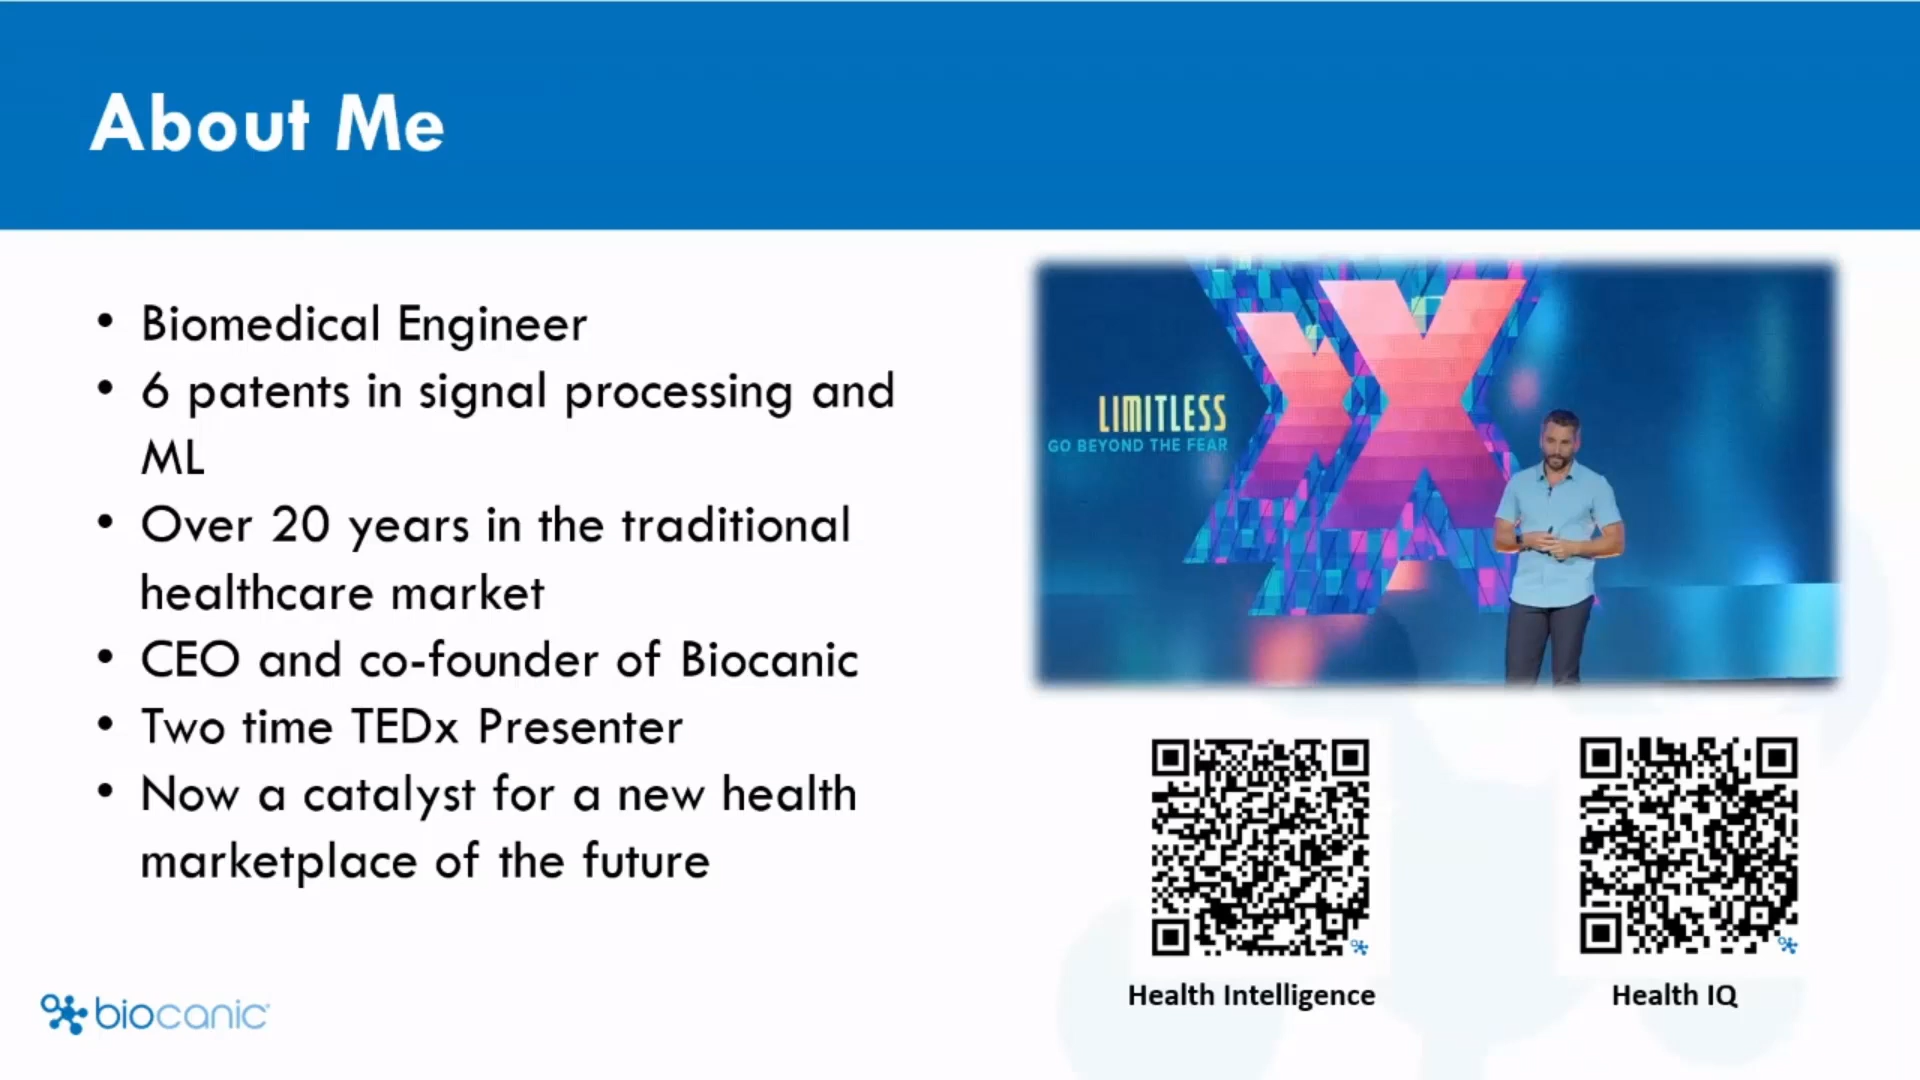 About Me
• Biomedical Engineer
• 6 patents in signal processing and
ML
• Over 20 years in the traditional
healthcare market
• CEO and co-founder of Biocanic
• Two time TEDx Presenter
• Now a catalyst for a new health
marketplace of the future
LIMITLESS
GO BEYOND THE FEAR
X
Health Intelligence
Health IQ
biocanic